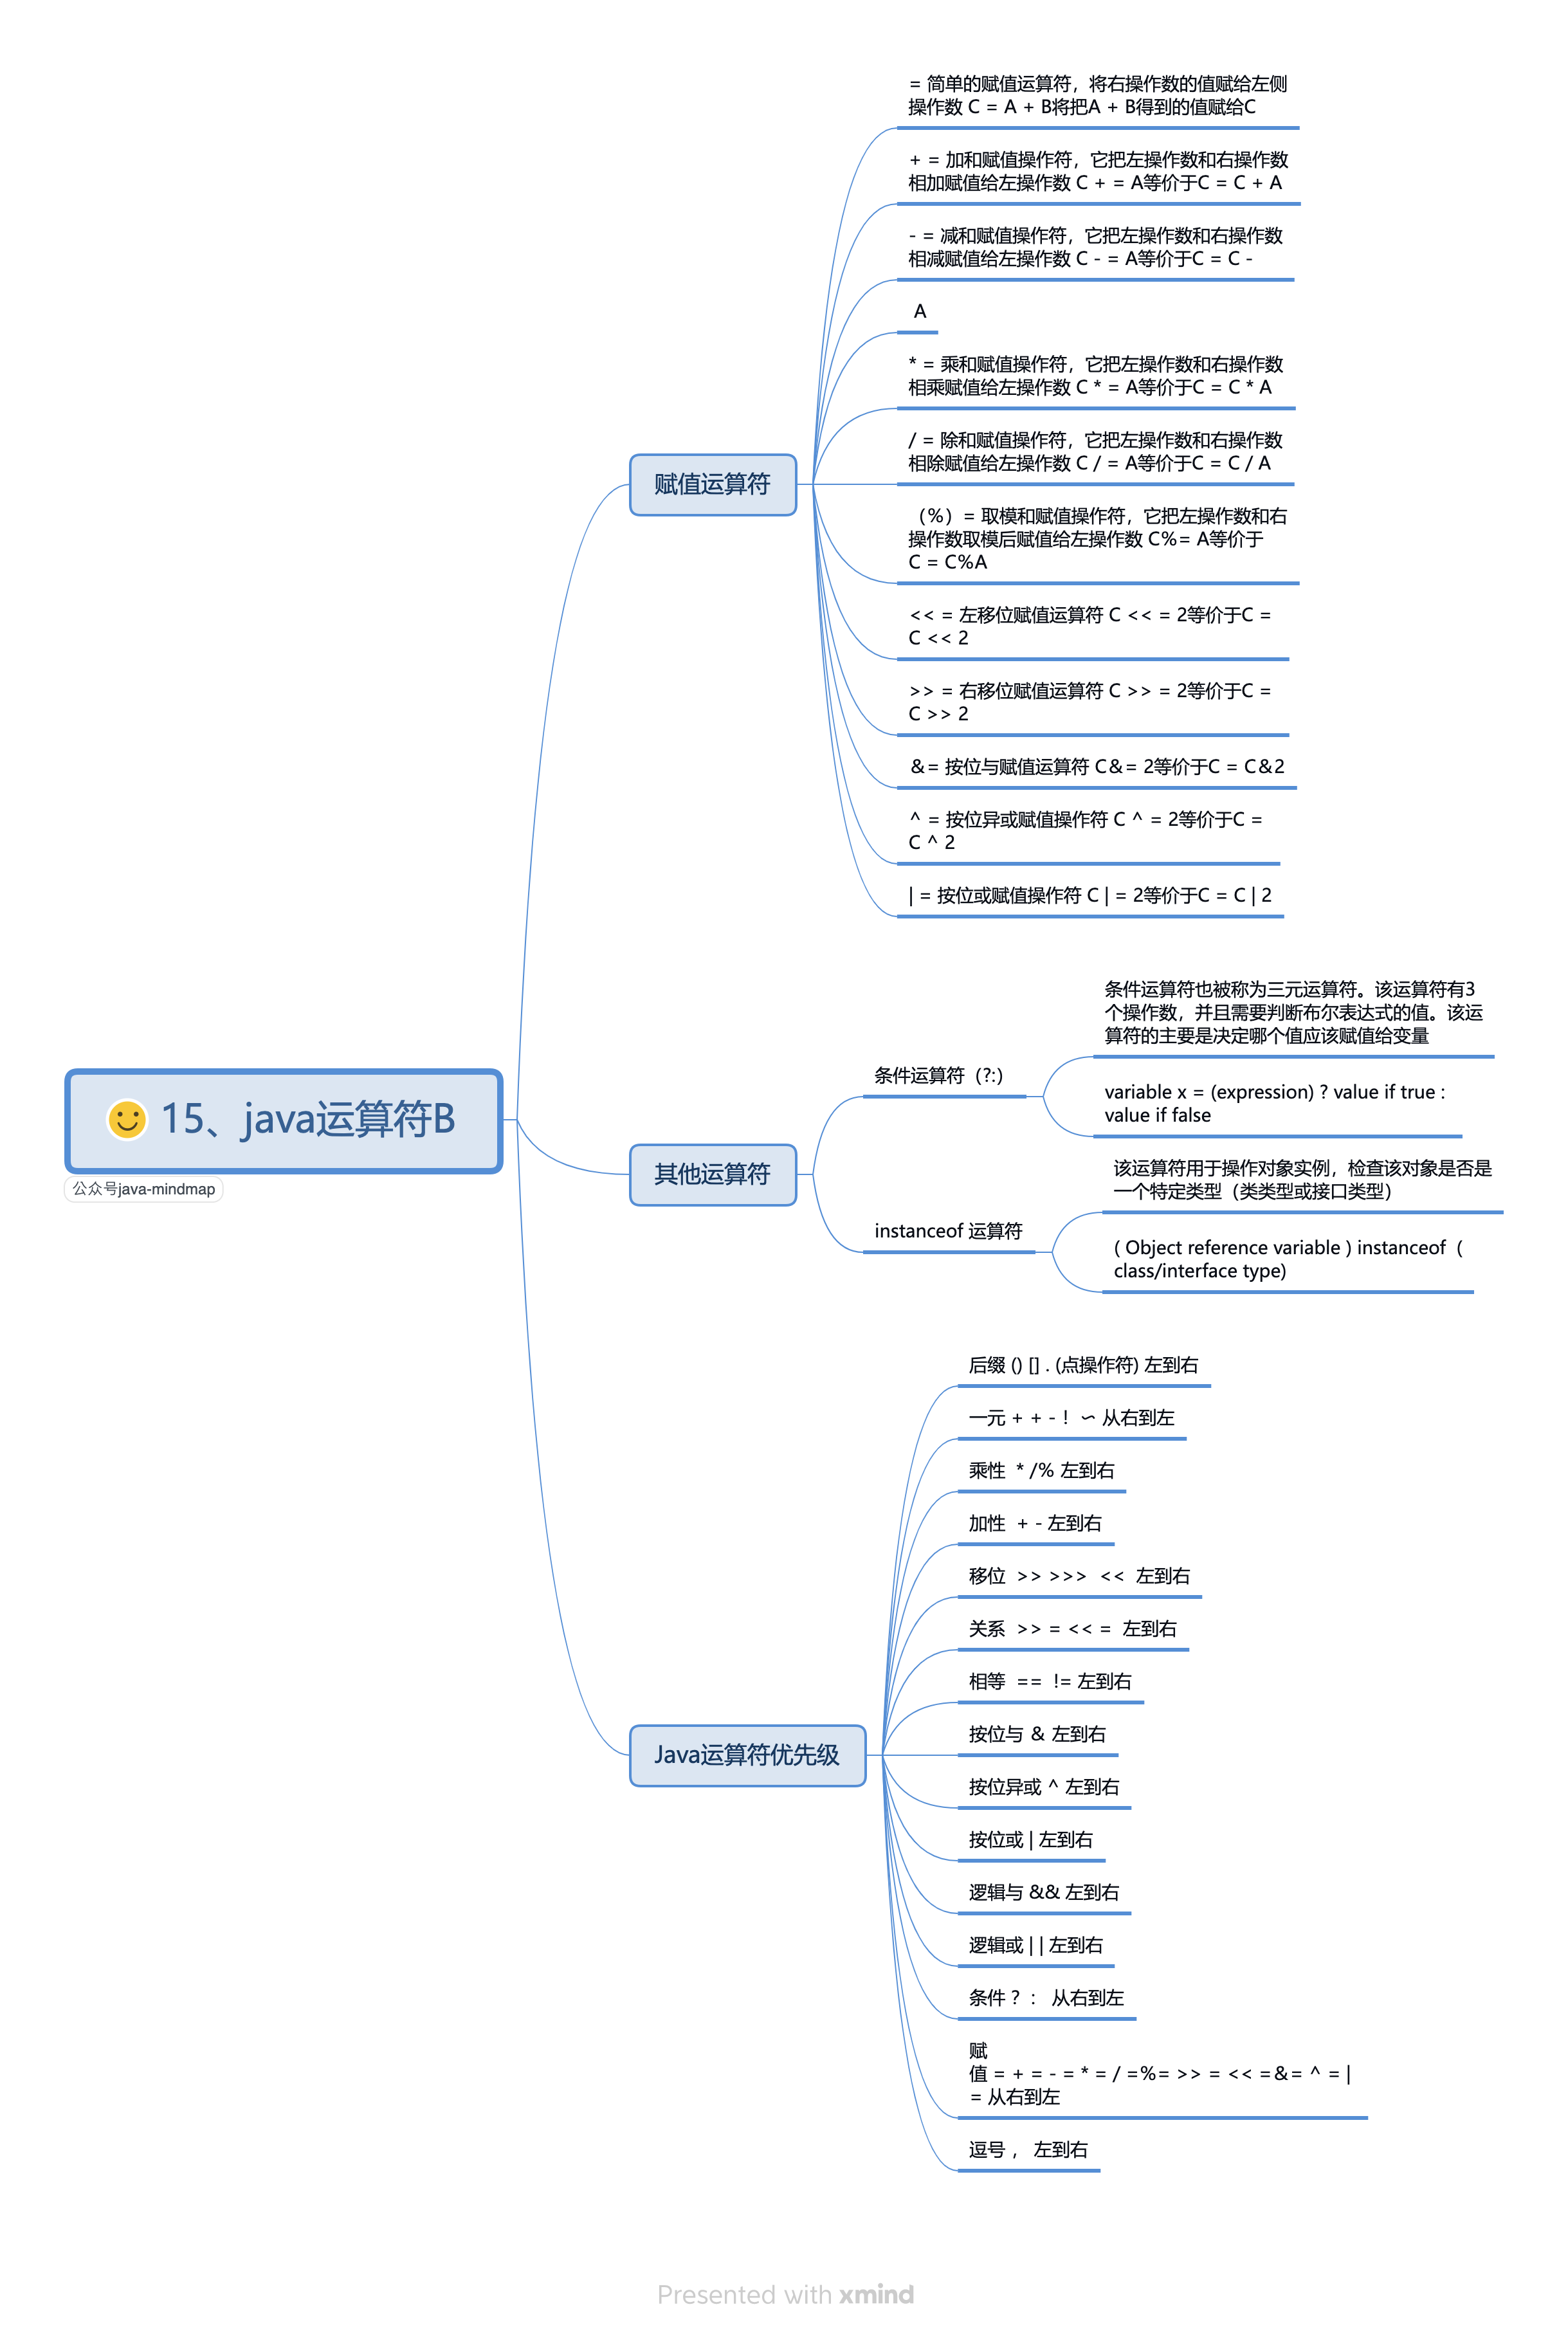 = 简单的赋值运算符，将右操作数的值赋给左侧
操作数 C = A + B将把A + B得到的值赋给C
+ = 加和赋值操作符，它把左操作数和右操作数
相加赋值给左操作数 C + = A等价于C = C + A
- = 减和赋值操作符，它把左操作数和右操作数
相减赋值给左操作数 C - = A等价于C = C -
A
* = 乘和赋值操作符，它把左操作数和右操作数
相乘赋值给左操作数 C * = A等价于C = C * A
/ = 除和赋值操作符，它把左操作数和右操作数
相除赋值给左操作数 C / = A等价于C = C / A
（%）= 取模和赋值操作符，它把左操作数和右
操作数取模后赋值给左操作数 C%= A等价于
C = C%A
<< = 左移位赋值运算符 C << = 2等价于C =
C << 2
>> = 右移位赋值运算符 C >> = 2等价于C =
C >> 2
&= 按位与赋值运算符 C&= 2等价于C = C&2
^ = 按位异或赋值操作符 C ^ = 2等价于C =
C ^ 2
| = 按位或赋值操作符 C | = 2等价于C = C | 2
赋值运算符
15、java运算符B
公众号java-mindmap
其他运算符
条件运算符（?:）
条件运算符也被称为三元运算符。该运算符有3
个操作数，并且需要判断布尔表达式的值。该运
算符的主要是决定哪个值应该赋值给变量
variable x = (expression) ? value if true :
value if false
instanceof 运算符
该运算符用于操作对象实例，检查该对象是否是
一个特定类型（类类型或接口类型）
( Object reference variable ) instanceof  (
class/interface type)
Java运算符优先级
后缀 () [] . (点操作符) 左到右
一元 + + - ！〜 从右到左
乘性  * /% 左到右
加性  + - 左到右
移位  >> >>>  <<  左到右
关系  >> = << =  左到右
相等  ==  != 左到右
按位与 ＆ 左到右
按位异或 ^ 左到右
按位或 | 左到右
逻辑与 && 左到右
逻辑或 | | 左到右
条件 ？： 从右到左
赋
值 = + = - = * = / =%= >> = << =&= ^ = |
= 从右到左
逗号 ， 左到右
Presented with xmind